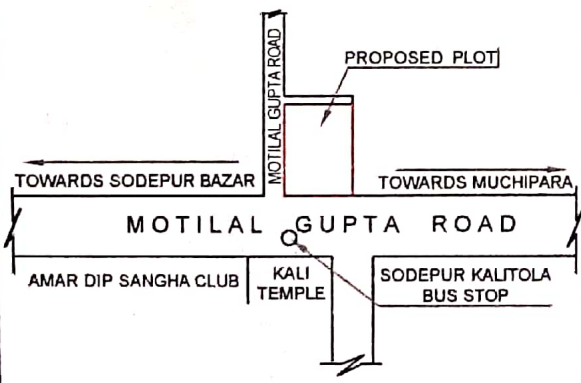 MOTILAL GUPTA ROAD
PROPOSED PLOT
TOWARDS SODEPUR BAZAR
TOWARDS MUCHIPARA
MOTILAL GUPTA ROAD
AMAR DIP SANGHA CLUB
KALI
TEMPLE
SODEPUR KALITOLA
BUS STOP